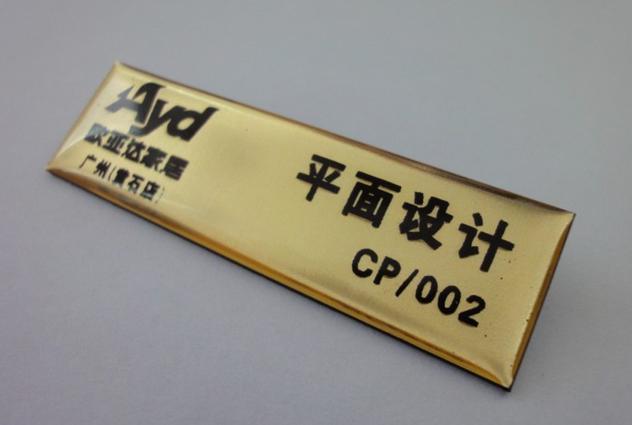 Ayd
欧亚达家居
广州(黄石店)
平面设计
CP/002